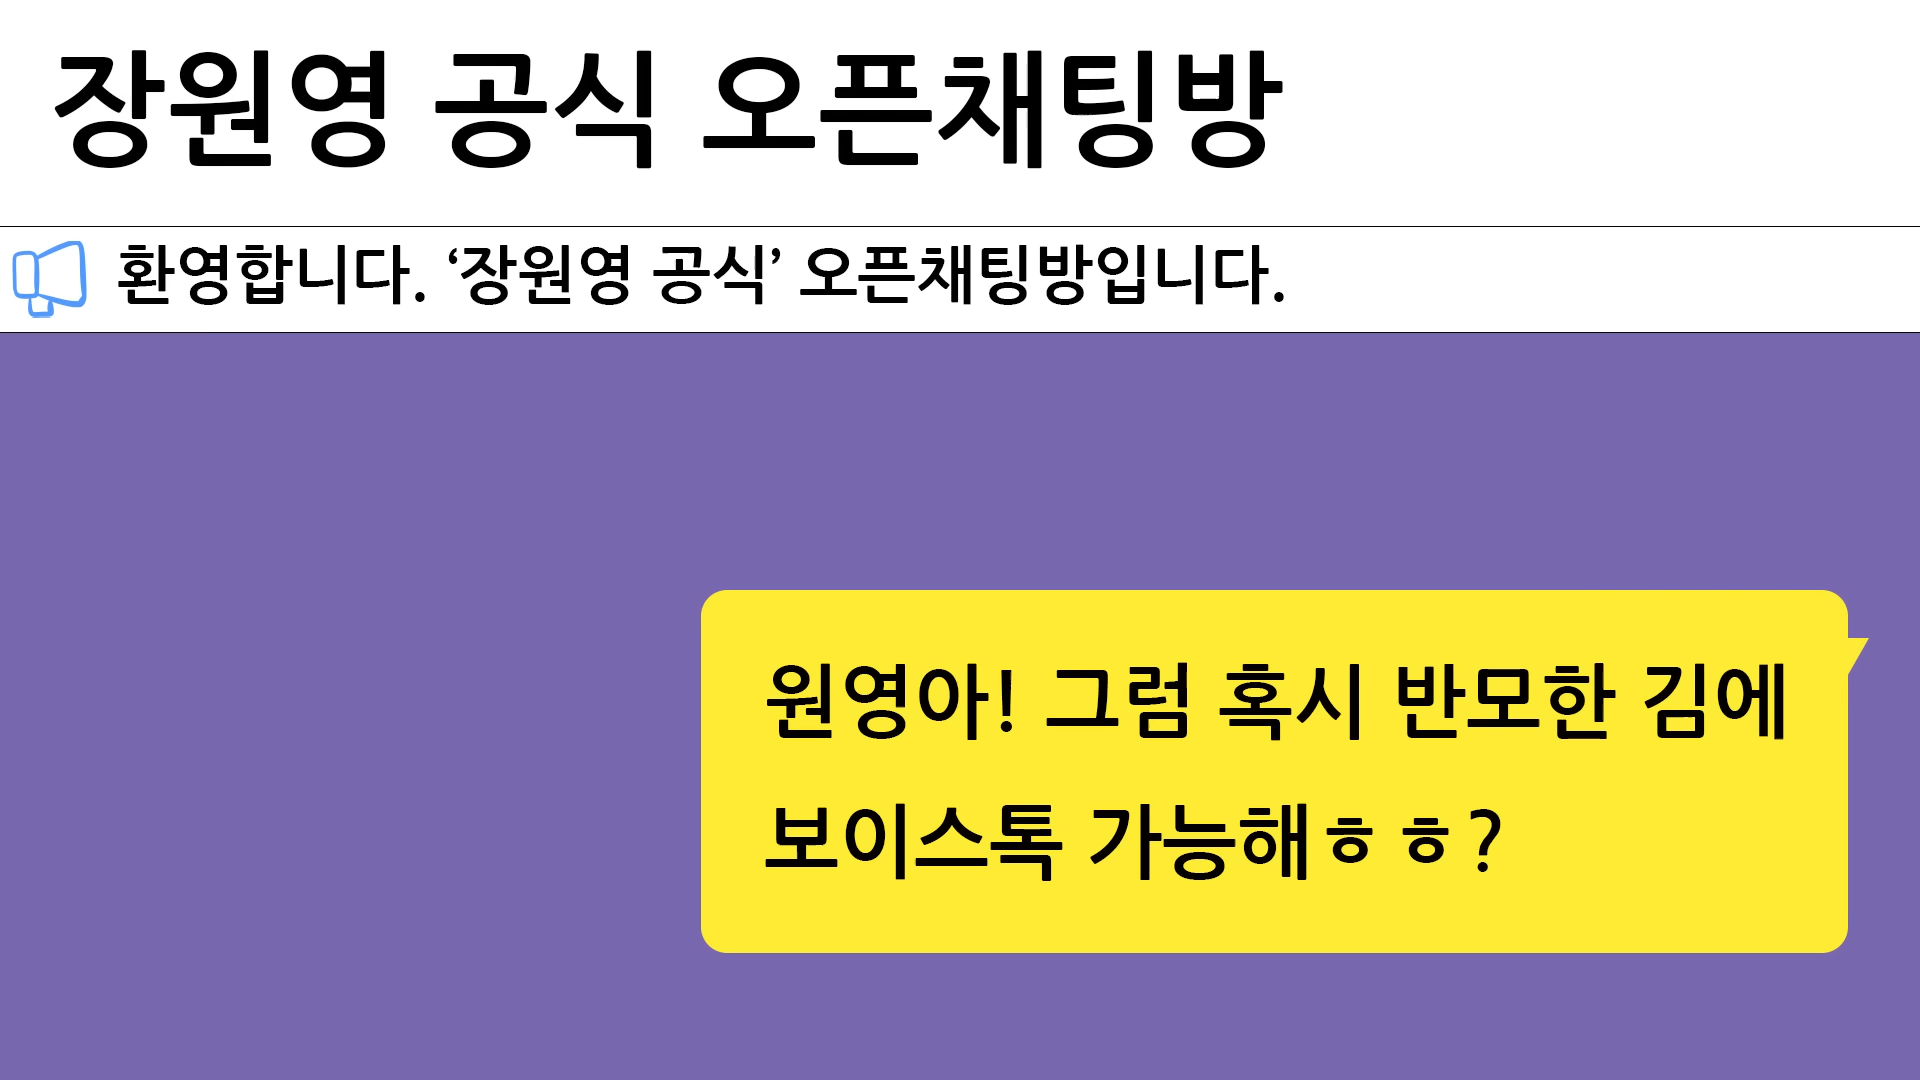 장원영 공식 오픈채팅방
환영합니다. ‘장원영 공식’ 오픈채팅방입니다.
원영아! 그럼 혹시 반모한 김에
보이스톡 가능해ㅎㅎ?